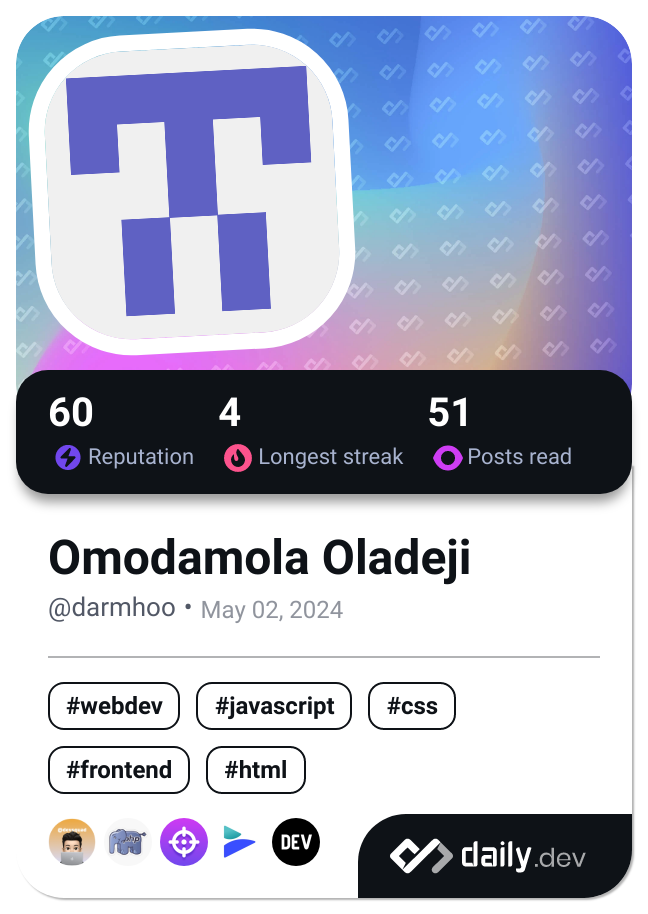 60 4 51
Reputation Longest streak Posts read
Omodamola Oladeji
@darmhoo • May 02, 2024
#webdev #javascript #css
#frontend #html
php DEV
daily.dev